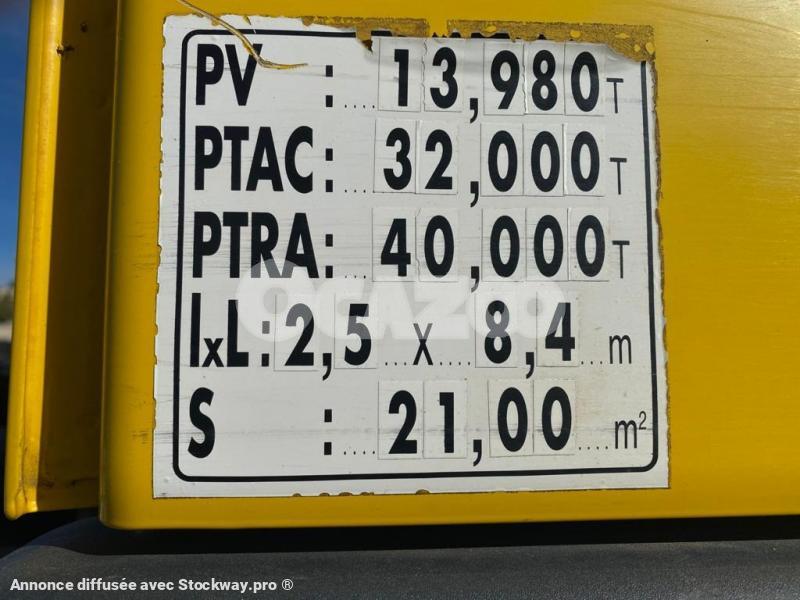 PV : .... 13,980 T
PTAC : ... 32,000 T
PTRA : ... 40,000 T
lxL : 2,5 ... x .... 8,4 ... m
S : .... 21,00 .... m²
OCAZOO
Annonce diffusée avec Stockway.pro ®